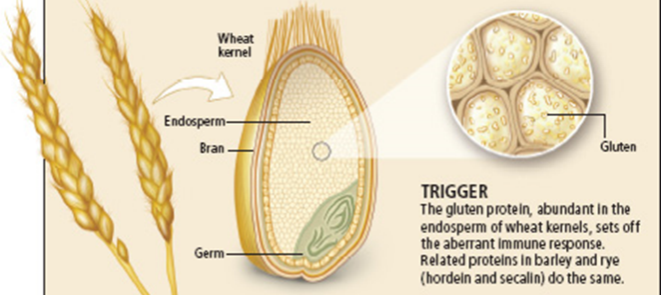 Wheat
kernel
Endosperm
Bran
Germ
Gluten
TRIGGER
The gluten protein, abundant in the
endosperm of wheat kernels, sets off
the aberrant immune response.
Related proteins in barley and rye
(hordein and secalin) do the same.